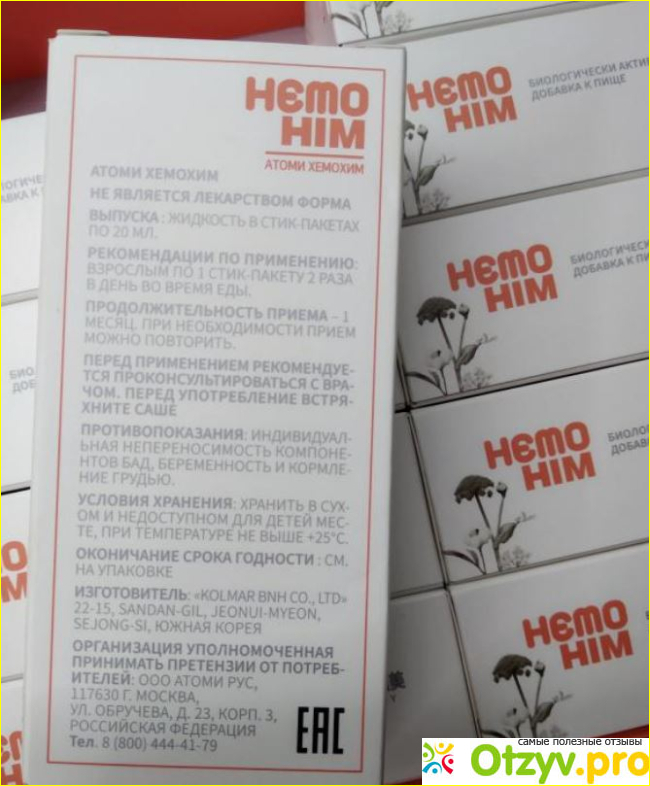 HEMO
HIM
АТОМИ ХЕМОХИМ
АТОМИ ХЕМОХИМ
НЕ ЯВЛЯЕТСЯ ЛЕКАРСТВОМ ФОРМА
ВЫПУСКА : ЖИДКОСТЬ В СТИК-ПАКЕТАХ
ПО 20 МЛ.
РЕКОМЕНДАЦИИ ПО ПРИМЕНЕНИЮ:
ВЗРОСЛЫМ ПО 1 СТИК-ПАКЕТУ 2 РАЗА
В ДЕНЬ ВО ВРЕМЯ ЕДЫ.
ПРОДОЛЖИТЕЛЬНОСТЬ ПРИЕМА – 1
МЕСЯЦ. ПРИ НЕОБХОДИМОСТИ ПРИЕМ
МОЖНО ПОВТОРИТЬ.
ПЕРЕД ПРИМЕНЕНИЕМ РЕКОМЕНДУЕ-
ТСЯ ПРОКОНСУЛЬТИРОВАТЬСЯ С ВРА-
ЧОМ. ПЕРЕД УПОТРЕБЛЕНИЕ ВСТРЯ-
ХНИТЕ САШЕ
ПРОТИВОПОКАЗАНИЯ: ИНДИВИДУАЛ-
ЬНАЯ НЕПЕРЕНОСИМОСТЬ КОМПОНЕ-
НТОВ БАД, БЕРЕМЕННОСТЬ И КОРМЛЕ-
НИЕ ГРУДЬЮ.
УСЛОВИЯ ХРАНЕНИЯ: ХРАНИТЬ В СУХ-
ОМ И НЕДОСТУПНОМ ДЛЯ ДЕТЕЙ МЕС-
ТЕ, ПРИ ТЕМПЕРАТУРЕ НЕ ВЫШЕ +25°С.
ОКОНЧАНИЕ СРОКА ГОДНОСТИ : СМ.
НА УПАКОВКЕ
ИЗГОТОВИТЕЛЬ: «KOLMAR BNH CO., LTD»
22-15, SANDAN-GIL, JEONUI-MYEON,
SEJONG-SI, ЮЖНАЯ КОРЕЯ
ОРГАНИЗАЦИЯ УПОЛНОМОЧЕННАЯ
ПРИНИМАТЬ ПРЕТЕНЗИИ ОТ ПОТРЕБ-
ИТЕЛЕЙ: ООО АТОМИ РУС,
117630 Г. МОСКВА,
УЛ. ОБРУЧЕВА, Д. 23, КОРП. 3,
РОССИЙСКАЯ ФЕДЕРАЦИЯ
Тел. 8 (800) 444-41-79
EAC
HEMO
HIM
БИОЛОГИЧЕСКИ АКТИ
ДОБАВКА К ПИЩЕ
HEMO
HIM
БИОЛОГИЧЕСК
ДОБАВКА К ПИ
HEMO
HIM
БИОЛО
ДОБАВ
HEMO
HIM
самые полезные отзывы
Otzyv.pro